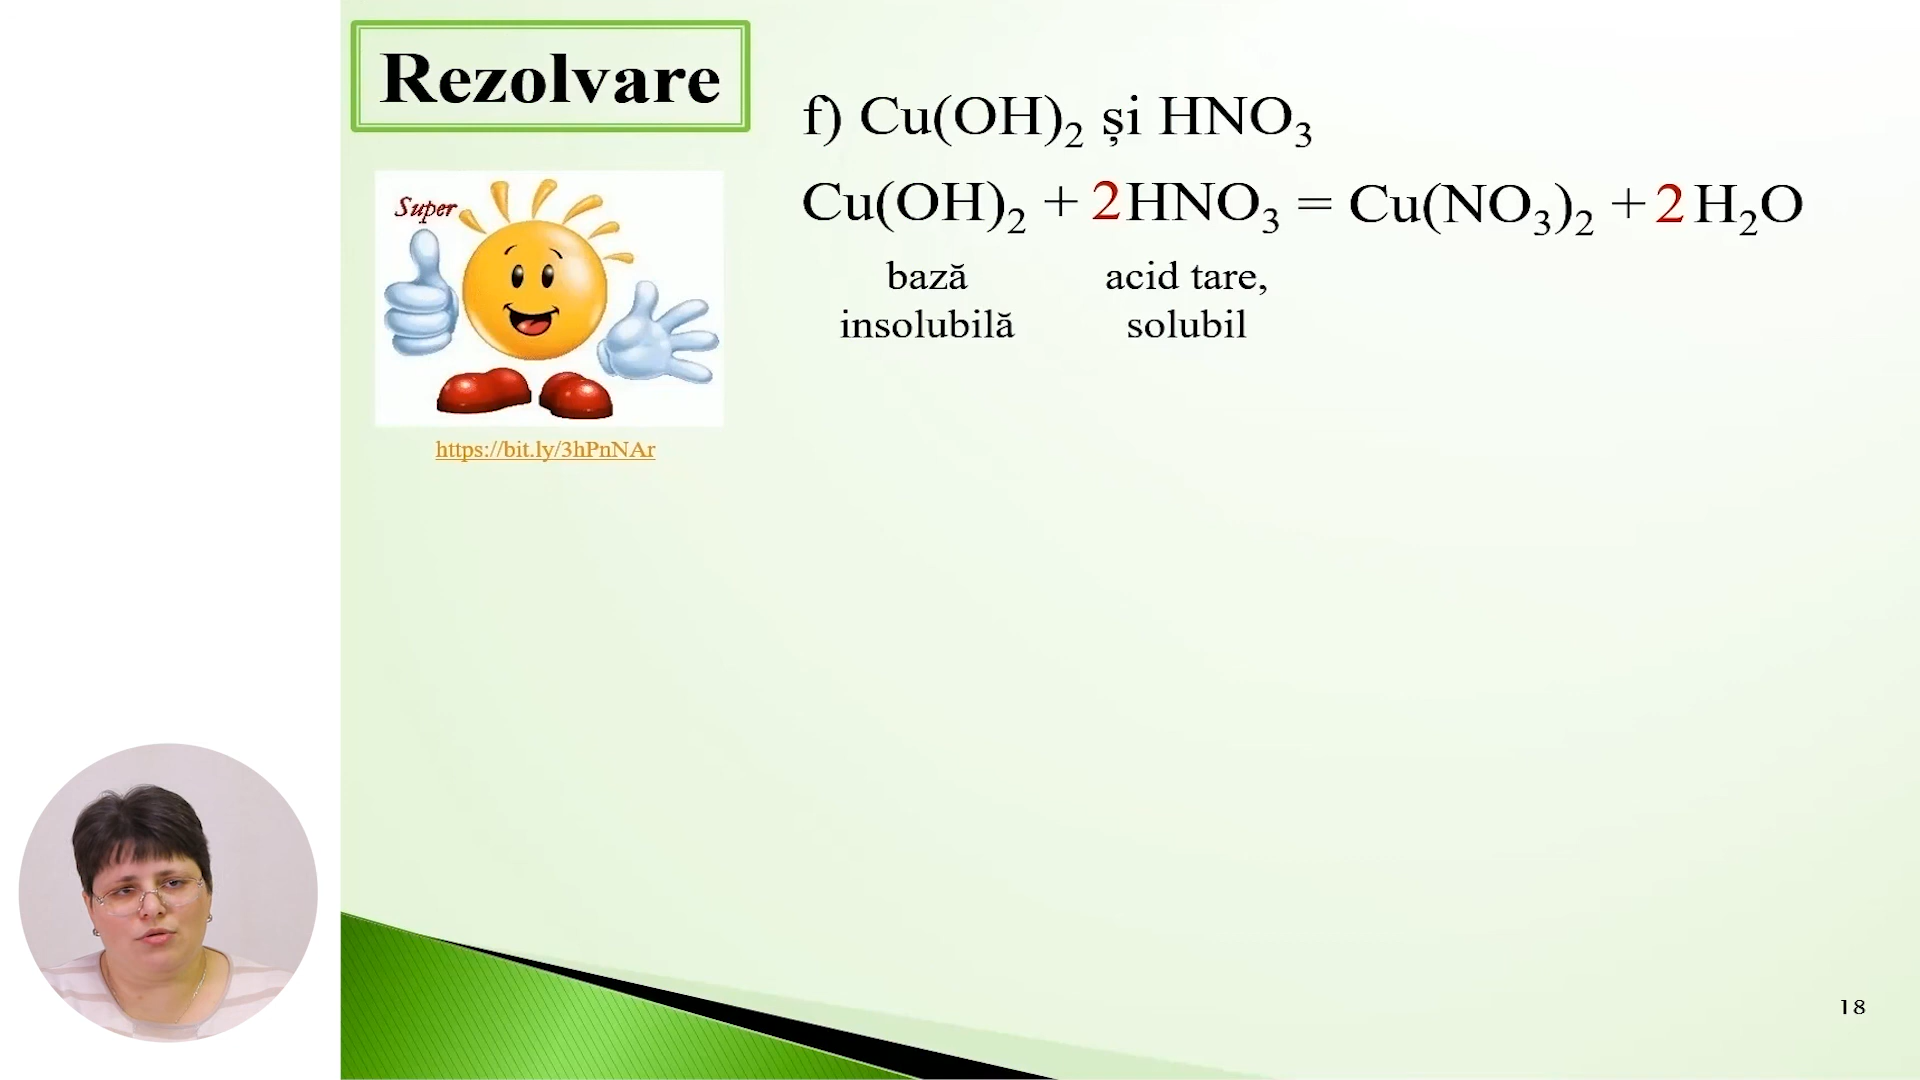 Rezolvare
Super
https://bit.ly/3hPnNAr
f) Cu(OH)₂ și HNO₃
Cu(OH)₂ + 2HNO₃ = Cu(NO₃)₂ + 2H₂O
bază
insolubilă
acid tare,
solubil
18